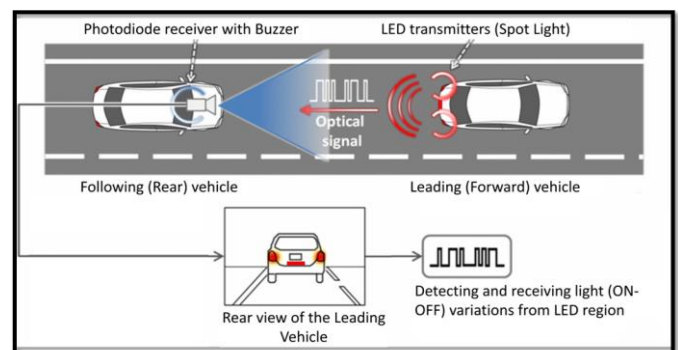 Photodiode receiver with Buzzer
LED transmitters (Spot Light)
Optical
signal
Following (Rear) vehicle
Leading (Forward) vehicle
Rear view of the Leading
Vehicle
Detecting and receiving light (ON-
OFF) variations from LED region